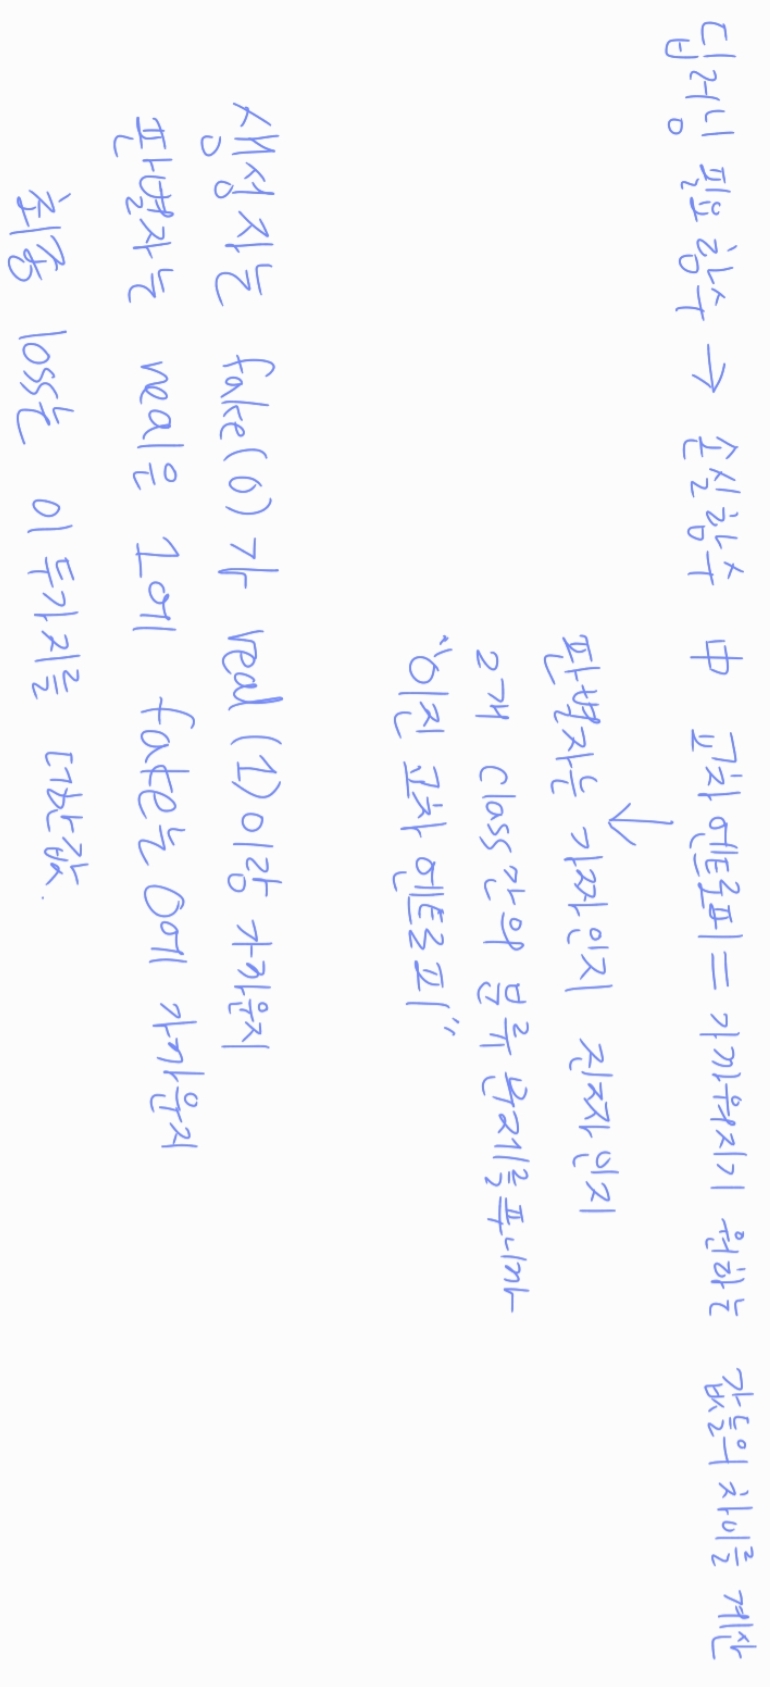 딥러닝 필요함수 → 손실함수 中 교차엔트로피 = 가까워지기 원하는 값들의 차이를 계산
↓
판별자는 가짜인지 진짜인지
2개 class간의 분류 문제를푸니까
"이진 교차 엔트로피"
생성자는 fake(0)가 real (1)이랑 가까운지
판별자는 real은 1에 fake는 0에 가까운지
최종 loss는 이 두가지를 더한값.